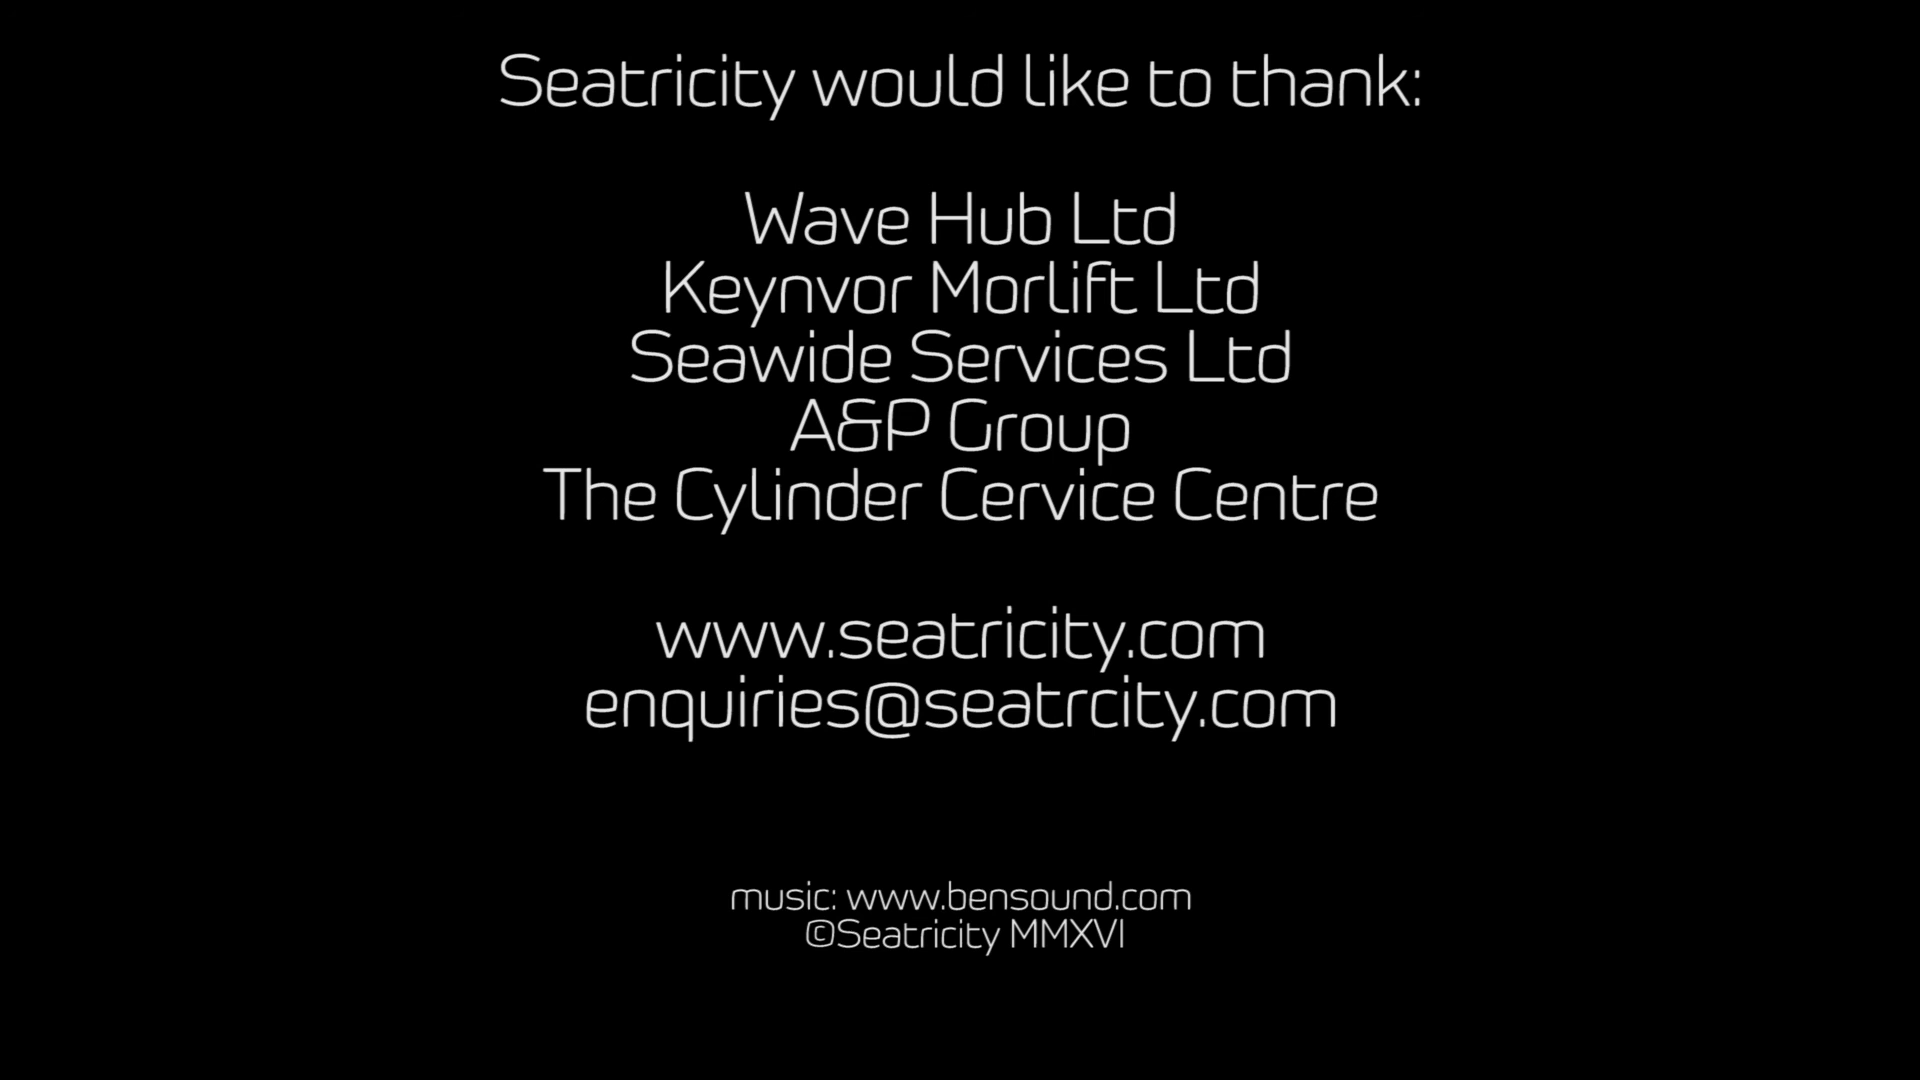 Seatricity would like to thank:
Wave Hub Ltd
Keynvor Morlift Ltd
Seawide Services Ltd
A&P Group
The Cylinder Cervice Centre
www.seatricity.com
enquiries@seatrcity.com
music: www.bensound.com
©Seatricity MMXVI